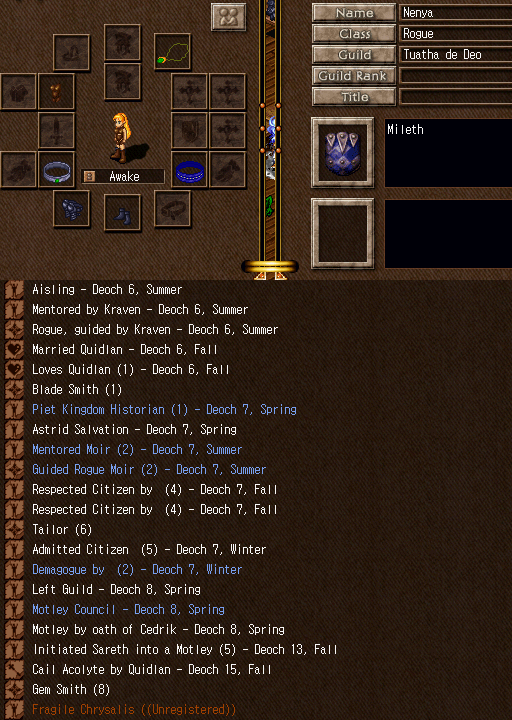 Name Nenya
Class Rogue
Guild Tuatha de Deo
Guild Rank
Title
Mileth
Awake
Aisling - Deoch 6, Summer
Mentored by Kraven - Deoch 6, Summer
Rogue, guided by Kraven - Deoch 6, Summer
Married Quidlan - Deoch 6, Fall
Loves Quidlan (1) - Deoch 6, Fall
Blade Smith (1)
Piet Kingdom Historian (1) - Deoch 7, Spring
Astrid Salvation - Deoch 7, Spring
Mentored Moir (2) - Deoch 7, Summer
Guided Rogue Moir (2) - Deoch 7, Summer
Respected Citizen by  (4) - Deoch 7, Fall
Respected Citizen by  (4) - Deoch 7, Fall
Tailor (6)
Admitted Citizen  (5) - Deoch 7, Winter
Demagogue by  (2) - Deoch 7, Winter
Left Guild - Deoch 8, Spring
Motley Council - Deoch 8, Spring
Motley by oath of Cedrik - Deoch 8, Spring
Initiated Sareth into a Motley (5) - Deoch 13, Fall
Cail Acolyte by Quidlan - Deoch 15, Fall
Gem Smith (8)
Fragile Chrysalis ((Unregistered))